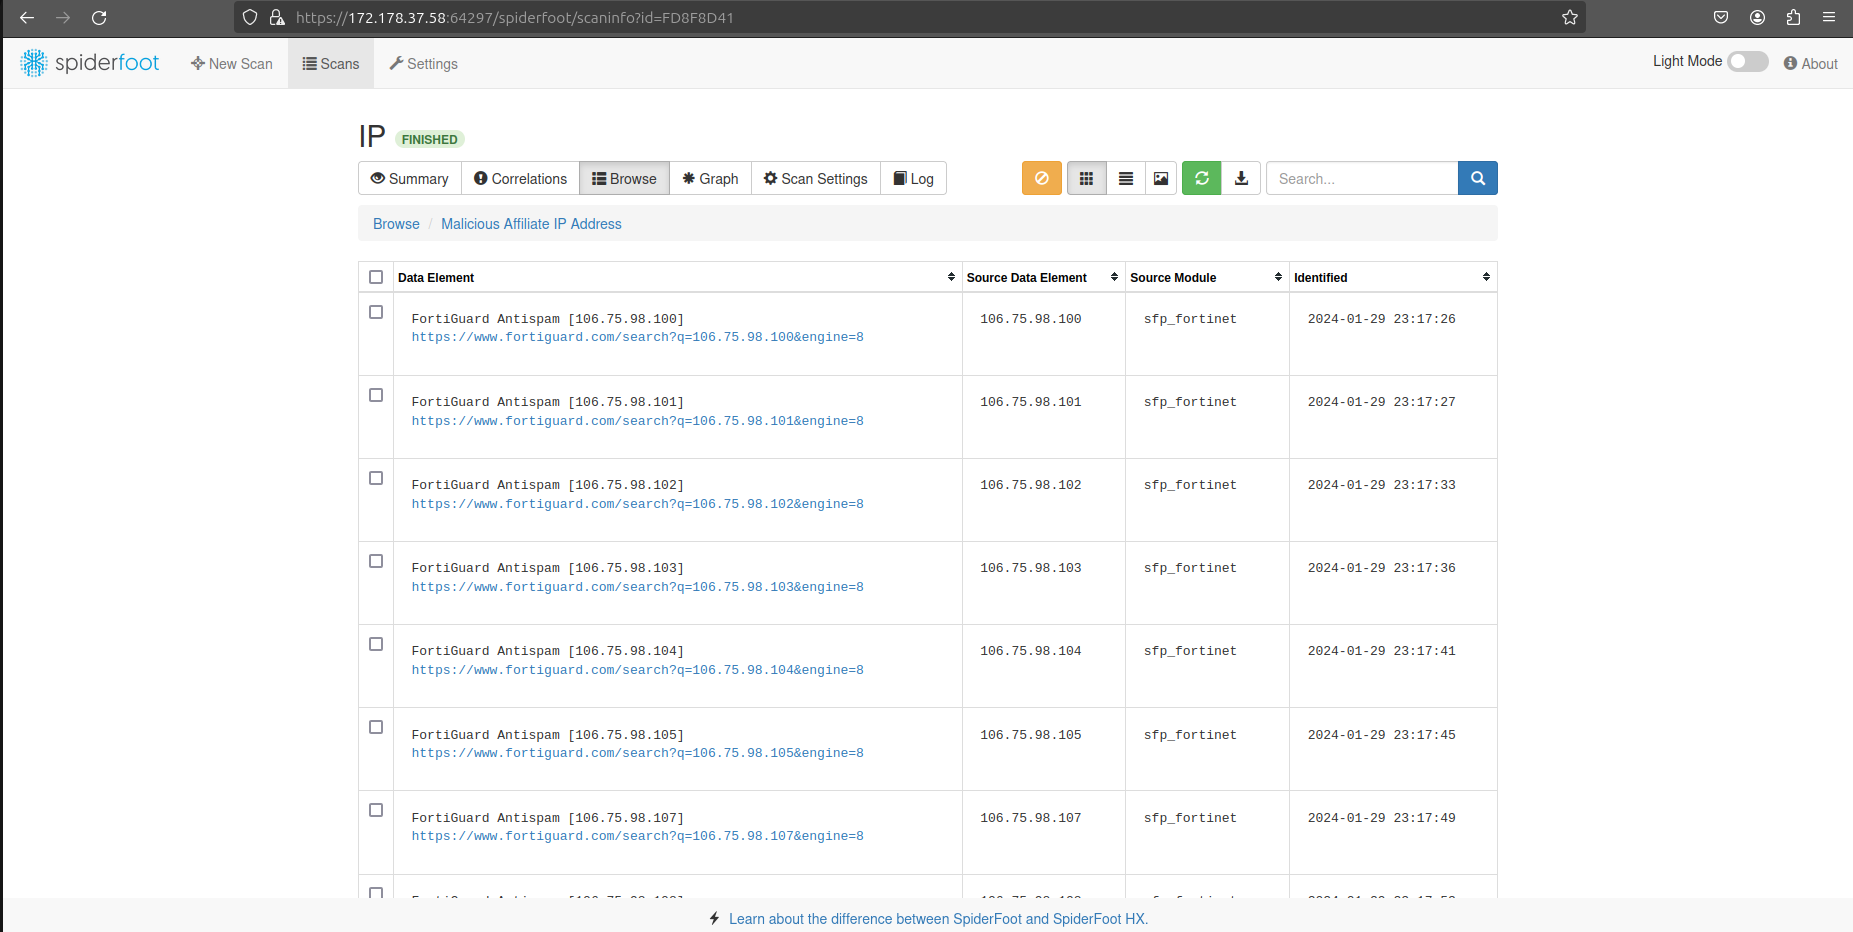 https://172.178.37.58:64297/spiderfoot/scaninfo?id=FD8F8D41
spiderfoot New Scan Scans Settings Light Mode About
IP FINISHED
Summary Correlations Browse Graph Scan Settings Log Search...
Browse / Malicious Affiliate IP Address
Data Element Source Data Element Source Module Identified
FortiGuard Antispam [106.75.98.100] 106.75.98.100 sfp_fortinet 2024-01-29 23:17:26
https://www.fortiguard.com/search?q=106.75.98.100&engine=8
FortiGuard Antispam [106.75.98.101] 106.75.98.101 sfp_fortinet 2024-01-29 23:17:27
https://www.fortiguard.com/search?q=106.75.98.101&engine=8
FortiGuard Antispam [106.75.98.102] 106.75.98.102 sfp_fortinet 2024-01-29 23:17:33
https://www.fortiguard.com/search?q=106.75.98.102&engine=8
FortiGuard Antispam [106.75.98.103] 106.75.98.103 sfp_fortinet 2024-01-29 23:17:36
https://www.fortiguard.com/search?q=106.75.98.103&engine=8
FortiGuard Antispam [106.75.98.104] 106.75.98.104 sfp_fortinet 2024-01-29 23:17:41
https://www.fortiguard.com/search?q=106.75.98.104&engine=8
FortiGuard Antispam [106.75.98.105] 106.75.98.105 sfp_fortinet 2024-01-29 23:17:45
https://www.fortiguard.com/search?q=106.75.98.105&engine=8
FortiGuard Antispam [106.75.98.107] 106.75.98.107 sfp_fortinet 2024-01-29 23:17:49
https://www.fortiguard.com/search?q=106.75.98.107&engine=8
Learn about the difference between SpiderFoot and SpiderFoot HX.